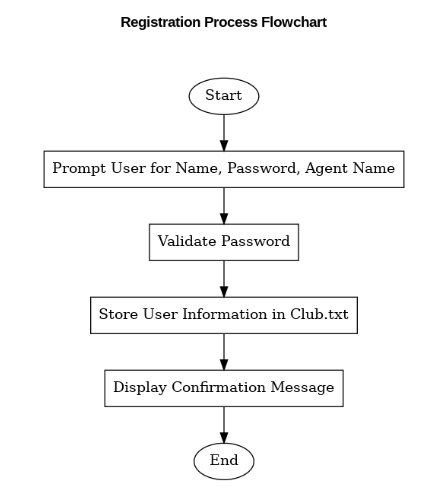 Registration Process Flowchart
Start
Prompt User for Name, Password, Agent Name
Validate Password
Store User Information in Club.txt
Display Confirmation Message
End